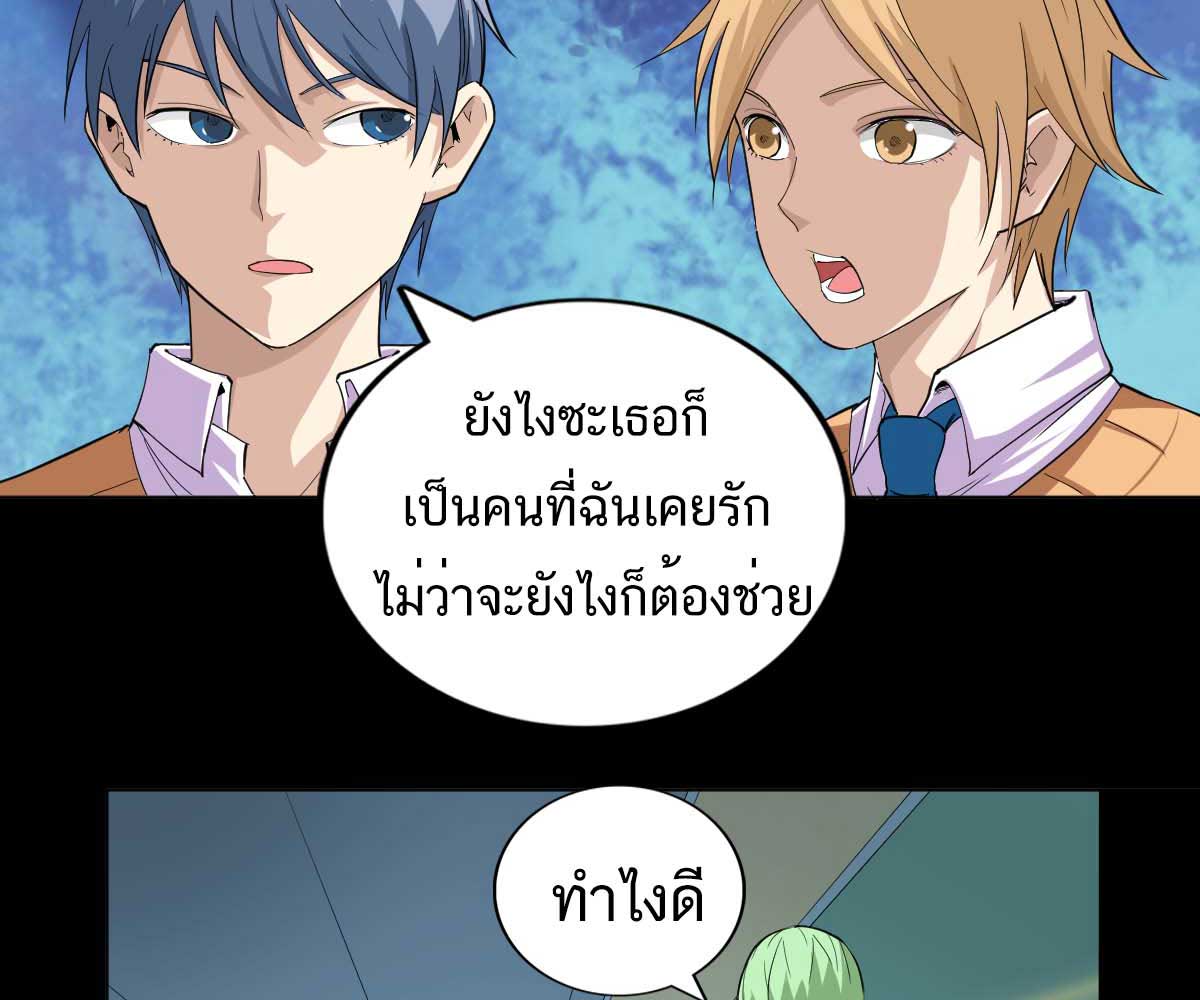 ยังไงซะเธอก็
เป็นคนที่ฉันเคยรัก
ไม่ว่าจะยังไงก็ต้องช่วย
ทำไงดี